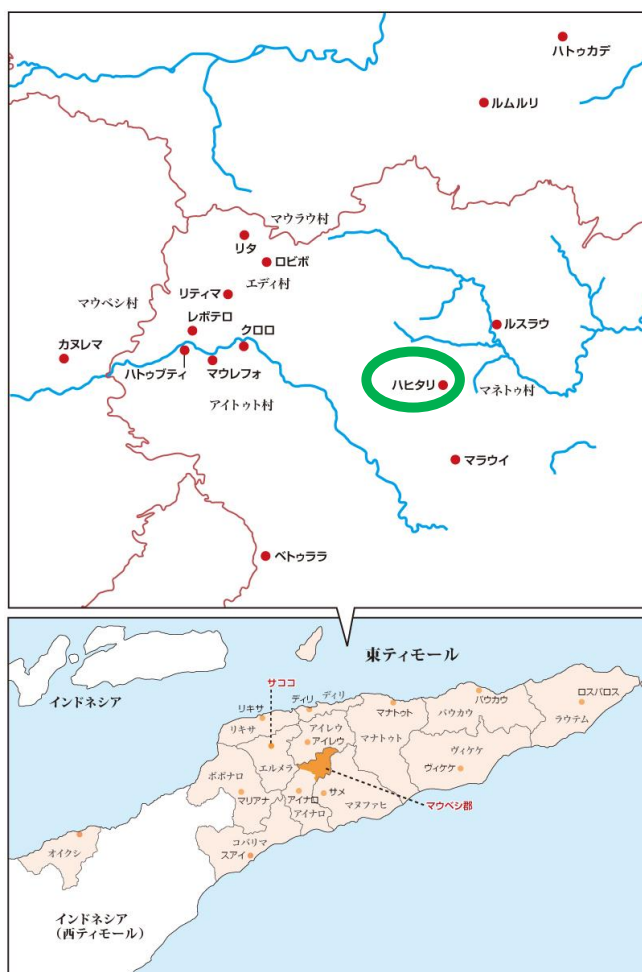 ハトゥカデ
ルムルリ
マウラウ村
リタ
ロビボ
エディ村
リティマ
マウベシ村
レボテロ
クロロ
ルスラウ
カヌレマ
ハトゥブティ
マウレフォ
ハヒタリ
マネトゥ村
アイトゥト村
マラウイ
ベトゥララ
東ティモール
インドネシア
サココ
リキサ
ディリ
ディリ
マナトゥト
バウカウ
バウカウ
ロスパロス
ラウテム
リキサ
アイレウ
アイレウ
マナトゥト
ヴィケケ
ヴィケケ
エルメラ
ボボナロ
マリアナ
アイナロ
アイナロ
サメ
マヌファヒ
マウベシ郡
オイクシ
コバリマ
スアイ
インドネシア
(西ティモール)